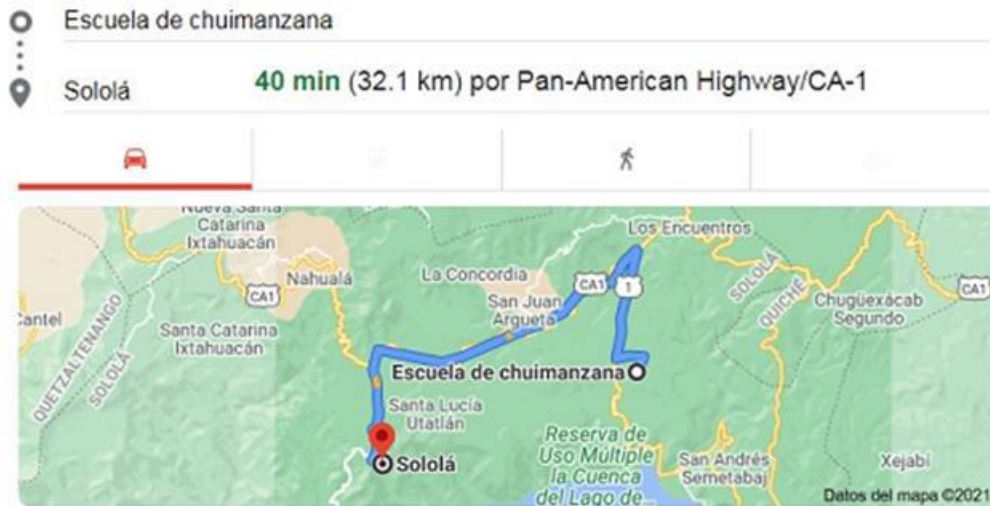 Escuela de chuimanzana
Sololá
40 min (32.1 km) por Pan-American Highway/CA-1
Nueva Santa
Catarina
Ixtahuacán
Los Encuentros
Nahualá
La Concordia
CA1
1
SOLOLÁ
CA1
CA1
San Juan
Argueta
QUICHÉ
Chugüexácab
Segundo
Cantel
Santa Catarina
Ixtahuacán
QUETZALTENANGO
SOLOLÁ
Escuela de chuimanzana
Santa Lucía
Utatlán
Reserva de
Uso Múltiple
la Cuenca
del Lago de...
Sololá
San Andrés
Semetabaj
Xejabi
Datos del mapa ©2021